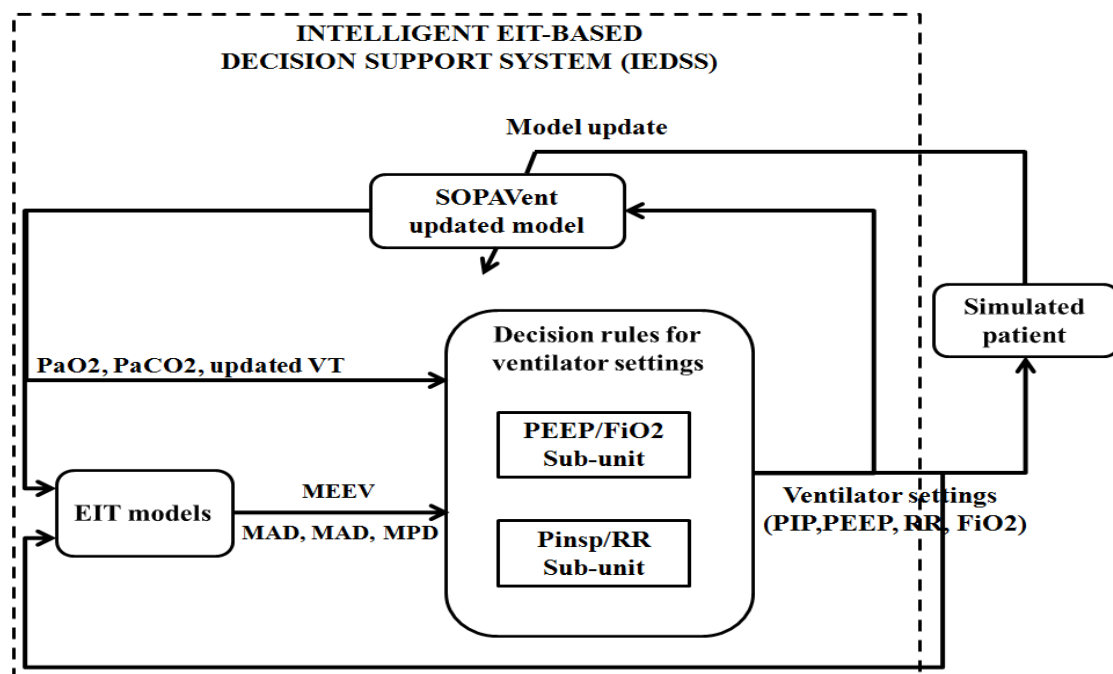 INTELLIGENT EIT-BASED
DECISION SUPPORT SYSTEM (IEDSS)
Model update
SOPAVent
updated model
Simulated
patient
Decision rules for
ventilator settings
PaO2, PaCO2, updated VT
PEEP/FiO2
Sub-unit
EIT models
MEEV
MAD, MAD, MPD
Pinsp/RR
Sub-unit
Ventilator settings
(PIP,PEEP, RR, FiO2)